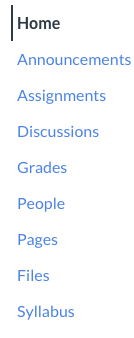 Home
Announcements
Assignments
Discussions
Grades
People
Pages
Files
Syllabus